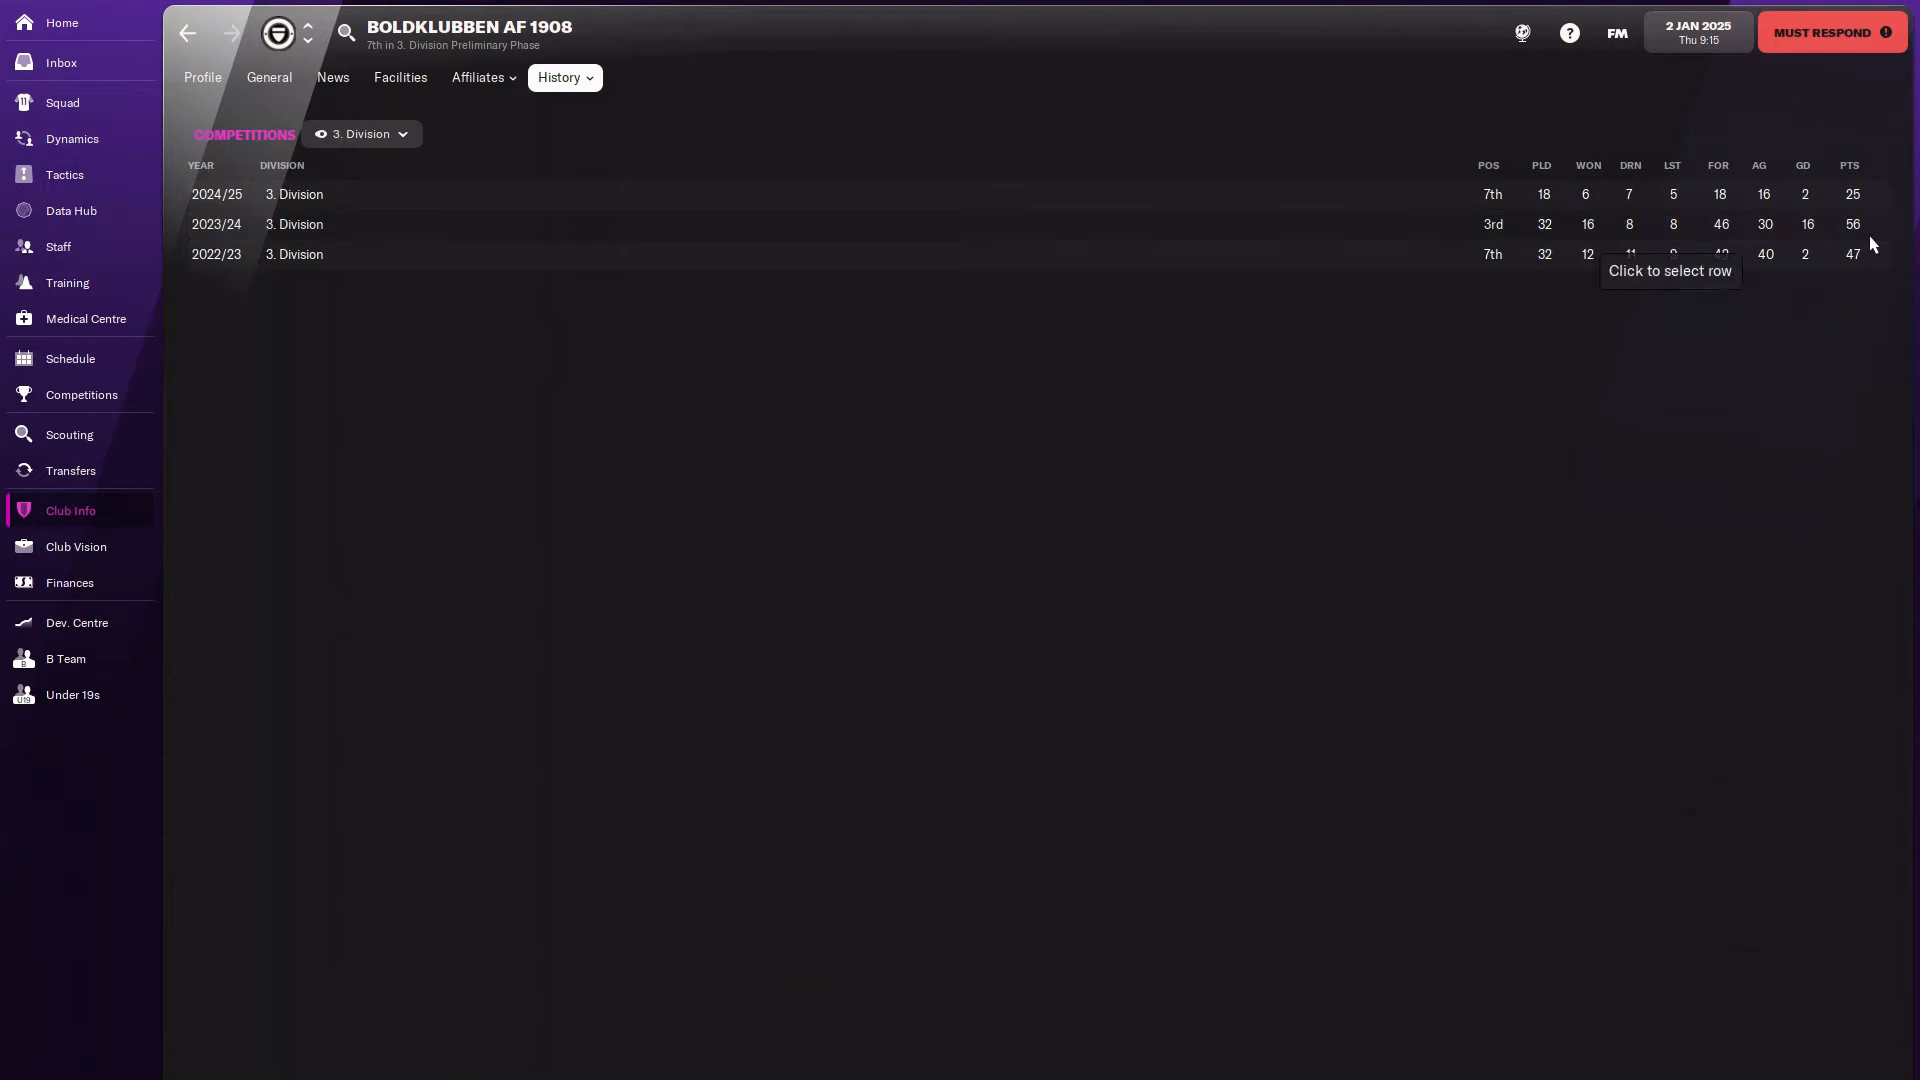 Home
Inbox
Squad
Dynamics
Tactics
Data Hub
Staff
Training
Medical Centre
Schedule
Competitions
Scouting
Transfers
Club Info
Club Vision
Finances
Dev. Centre
B Team
Under 19s
BOLDKLUBBEN AF 1908
7th in 3. Division Preliminary Phase
FM
2 JAN 2025
Thu 9:15
MUST RESPOND
Profile General News Facilities Affiliates History
COMPETITIONS 3. Division
YEAR DIVISION POS PLD WON DRN LST FOR AG GD PTS
2024/25 3. Division 7th 18 6 7 5 18 16 2 25
2023/24 3. Division 3rd 32 16 8 8 46 30 16 56
2022/23 3. Division 7th 32 12 11 9 42 40 2 47
Click to select row